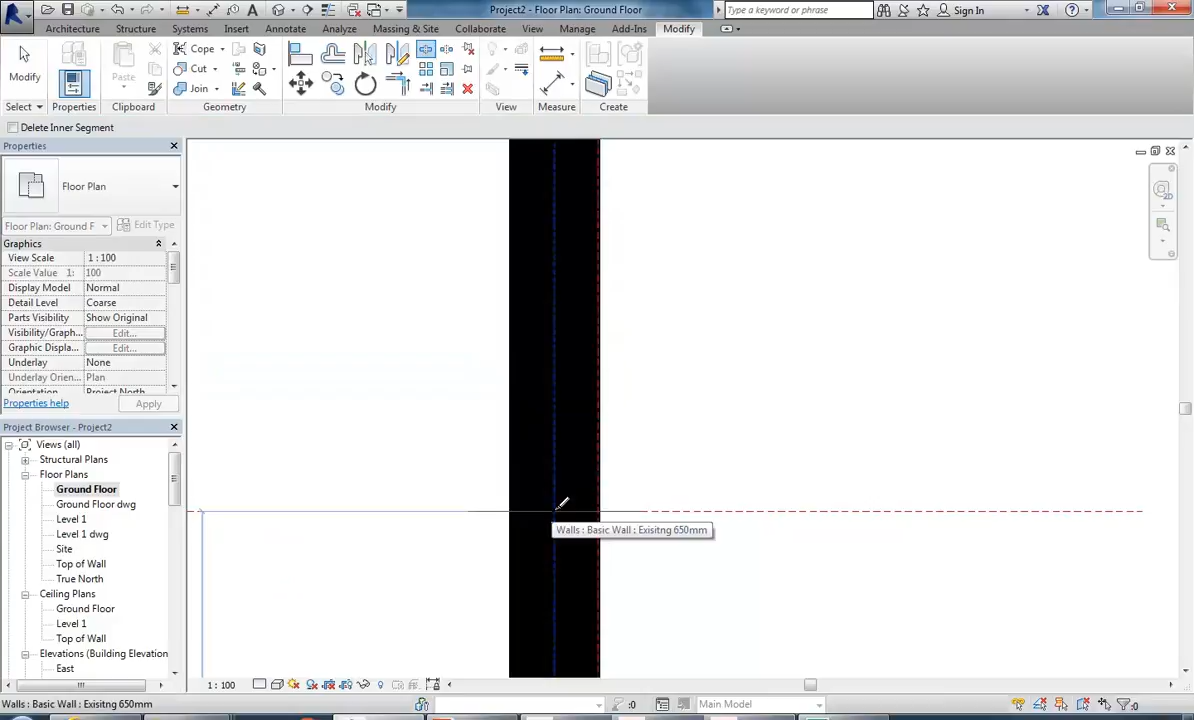 Project2 - Floor Plan: Ground Floor
Type a keyword or phrase
Sign In
Architecture Structure Systems Insert Annotate Analyze Massing & Site Collaborate View Manage Add-Ins Modify
Modify
Paste
Cope
Cut
Join
Select Properties Clipboard Geometry Modify View Measure Create
Delete Inner Segment
Properties
Floor Plan
Floor Plan: Ground F
Edit Type
Graphics
View Scale 1 : 100
Scale Value 1: 100
Display Model Normal
Detail Level Coarse
Parts Visibility Show Original
Visibility/Graph... Edit...
Graphic Displa... Edit...
Underlay None
Underlay Orien... Plan
Orientation Project North
Properties help
Apply
Project Browser - Project2
Views (all)
Structural Plans
Floor Plans
Ground Floor
Ground Floor dwg
Level 1
Level 1 dwg
Site
Top of Wall
True North
Ceiling Plans
Ground Floor
Level 1
Top of Wall
Elevations (Building Elevation
East
2D
Walls : Basic Wall : Exisitng 650mm
1 : 100
Walls : Basic Wall : Exisitng 650mm
:0
Main Model
:0